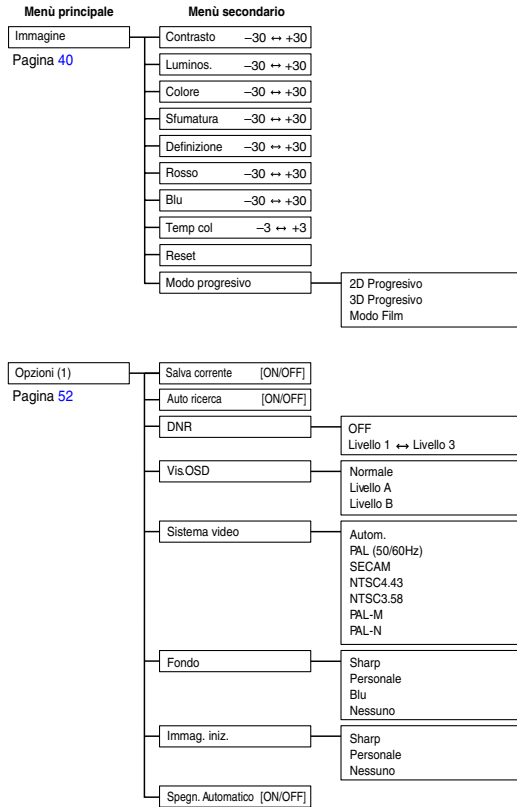 Menù principale Menù secondario
Immagine
Pagina 40
Contrasto –30 ↔ +30
Luminos. –30 ↔ +30
Colore –30 ↔ +30
Sfumatura –30 ↔ +30
Definizione –30 ↔ +30
Rosso –30 ↔ +30
Blu –30 ↔ +30
Temp col –3 ↔ +3
Reset
Modo progresivo
2D Progresivo
3D Progresivo
Modo Film
Opzioni (1)
Pagina 52
Salva corrente [ON/OFF]
Auto ricerca [ON/OFF]
DNR
OFF
Livello 1 ↔ Livello 3
Vis.OSD
Normale
Livello A
Livello B
Sistema video
Autom.
PAL (50/60Hz)
SECAM
NTSC4.43
NTSC3.58
PAL-M
PAL-N
Fondo
Sharp
Personale
Blu
Nessuno
Immag. iniz.
Sharp
Personale
Nessuno
Spegn. Automatico [ON/OFF]